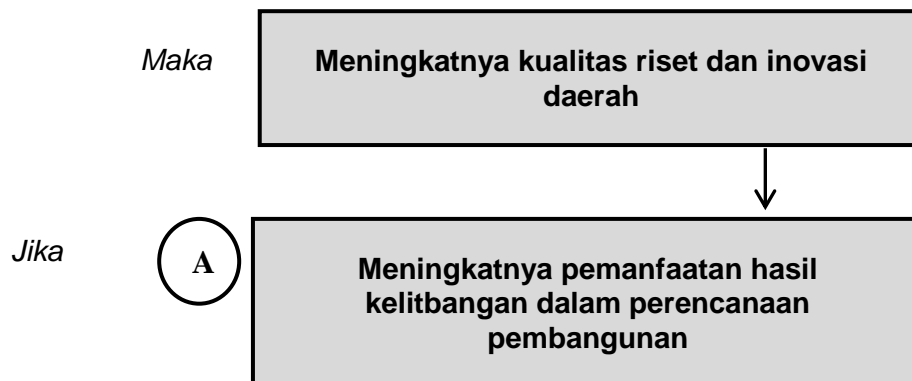 Maka
Meningkatnya kualitas riset dan inovasi
daerah
Jika
A
Meningkatnya pemanfaatan hasil
kelitbangan dalam perencanaan
pembangunan